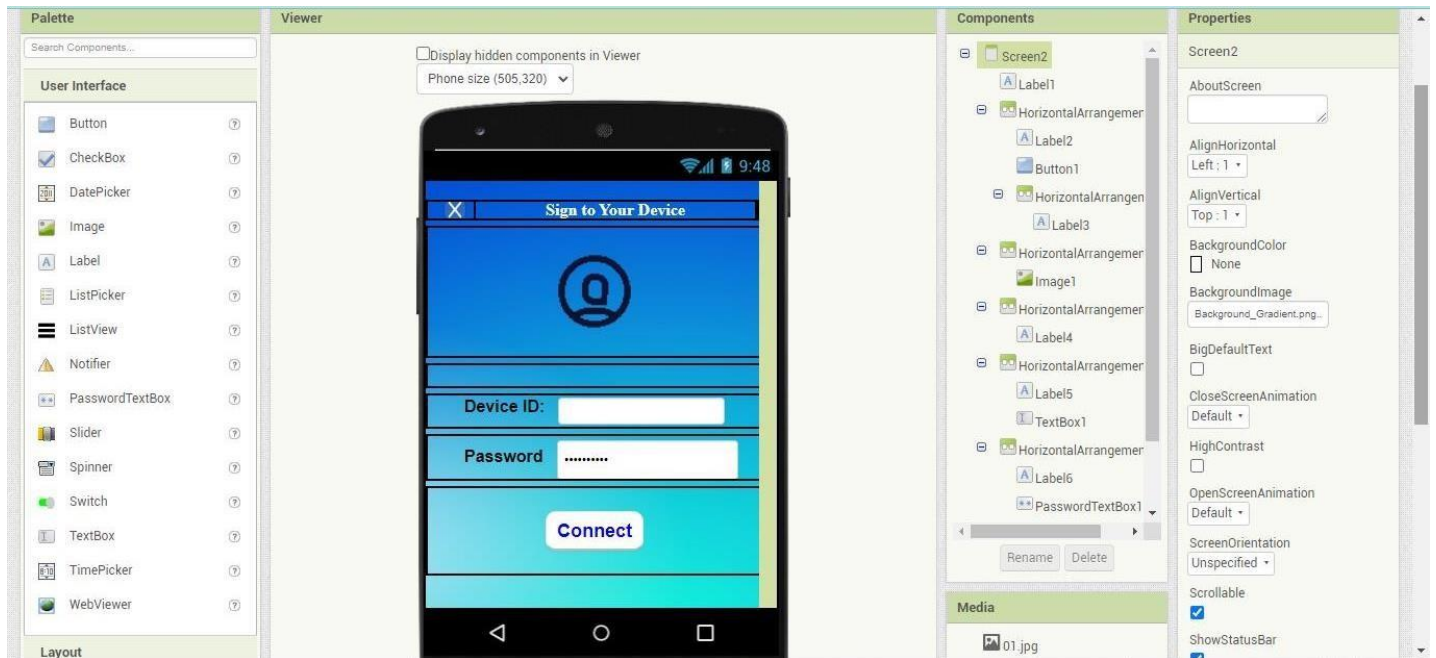 Palette
Search Components...
User Interface
Button
CheckBox
DatePicker
Image
Label
ListPicker
ListView
Notifier
PasswordTextBox
Slider
Spinner
Switch
TextBox
TimePicker
WebViewer
Layout
Viewer
Display hidden components in Viewer
Phone size (505,320)
9:48
X Sign to Your Device
Device ID:
Password ..........
Connect
Components
Screen2
Label1
HorizontalArrangemer
Label2
Button1
HorizontalArrangen
Label3
HorizontalArrangemer
Image1
HorizontalArrangemer
Label4
HorizontalArrangemer
Label5
TextBox1
HorizontalArrangemer
Label6
PasswordTextBox1
Rename Delete
Media
01.jpg
Properties
Screen2
AboutScreen
AlignHorizontal
Left : 1
AlignVertical
Top : 1
BackgroundColor
None
BackgroundImage
Background_Gradient.png...
BigDefaultText
CloseScreenAnimation
Default
HighContrast
OpenScreenAnimation
Default
ScreenOrientation
Unspecified
Scrollable
ShowStatusBar